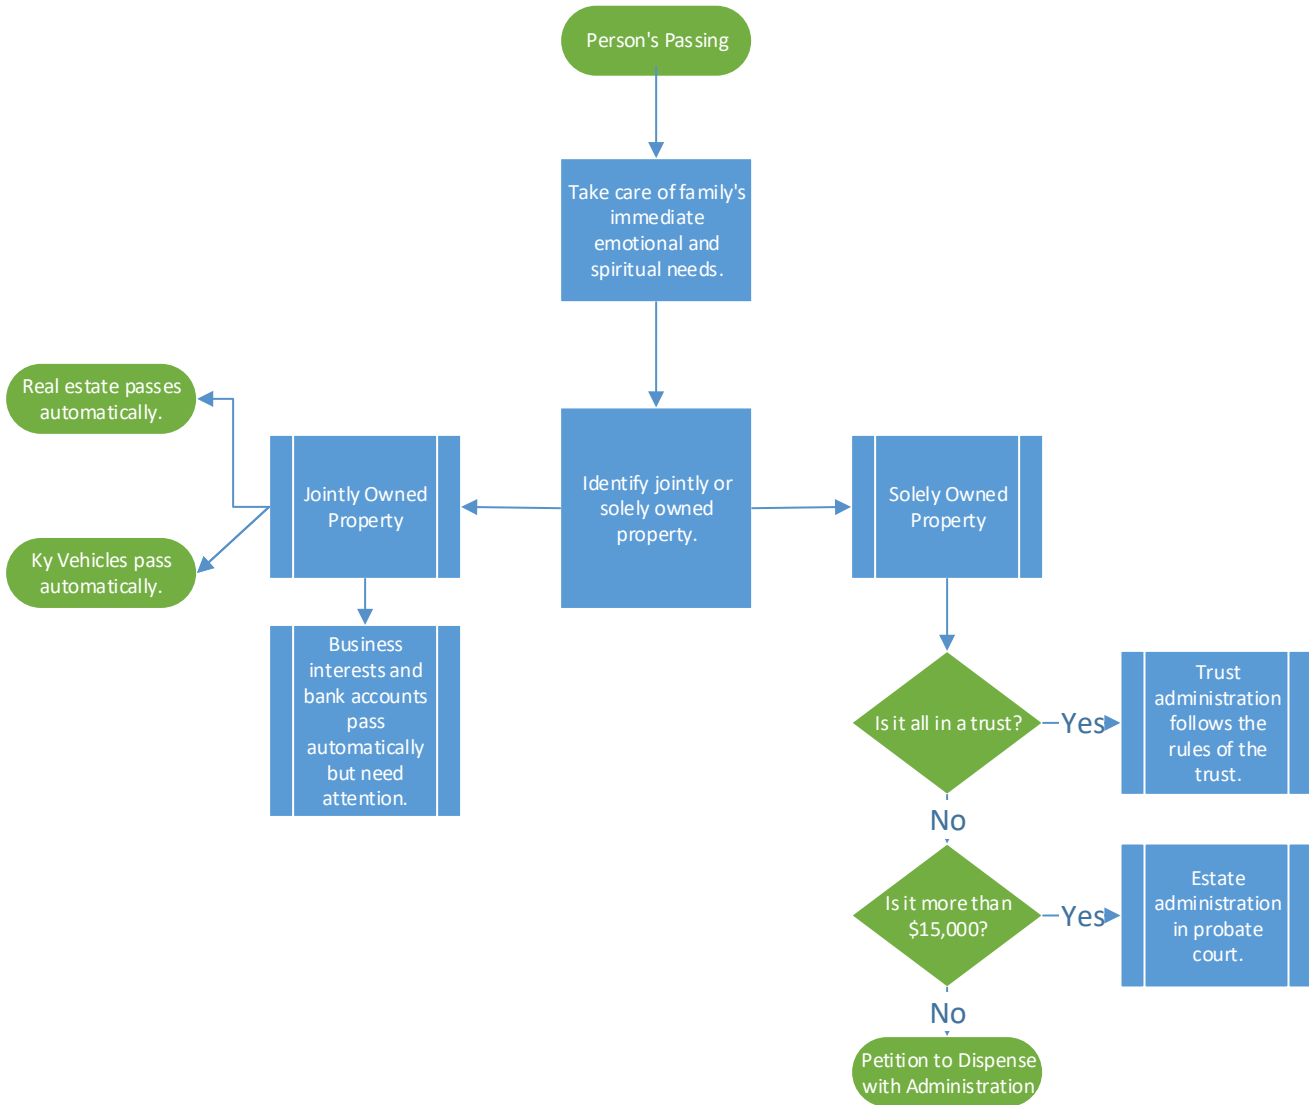 Person's Passing
Take care of family's
immediate
emotional and
spiritual needs.
Real estate passes
automatically.
Ky Vehicles pass
automatically.
Jointly Owned
Property
Identify jointly or
solely owned
property.
Solely Owned
Property
Business
interests and
bank accounts
pass
automatically
but need
attention.
Is it all in a trust?
Yes
Trust
administration
follows the
rules of the
trust.
No
Is it more than
$15,000?
Yes
Estate
administration
in probate
court.
No
Petition to Dispense
with Administration